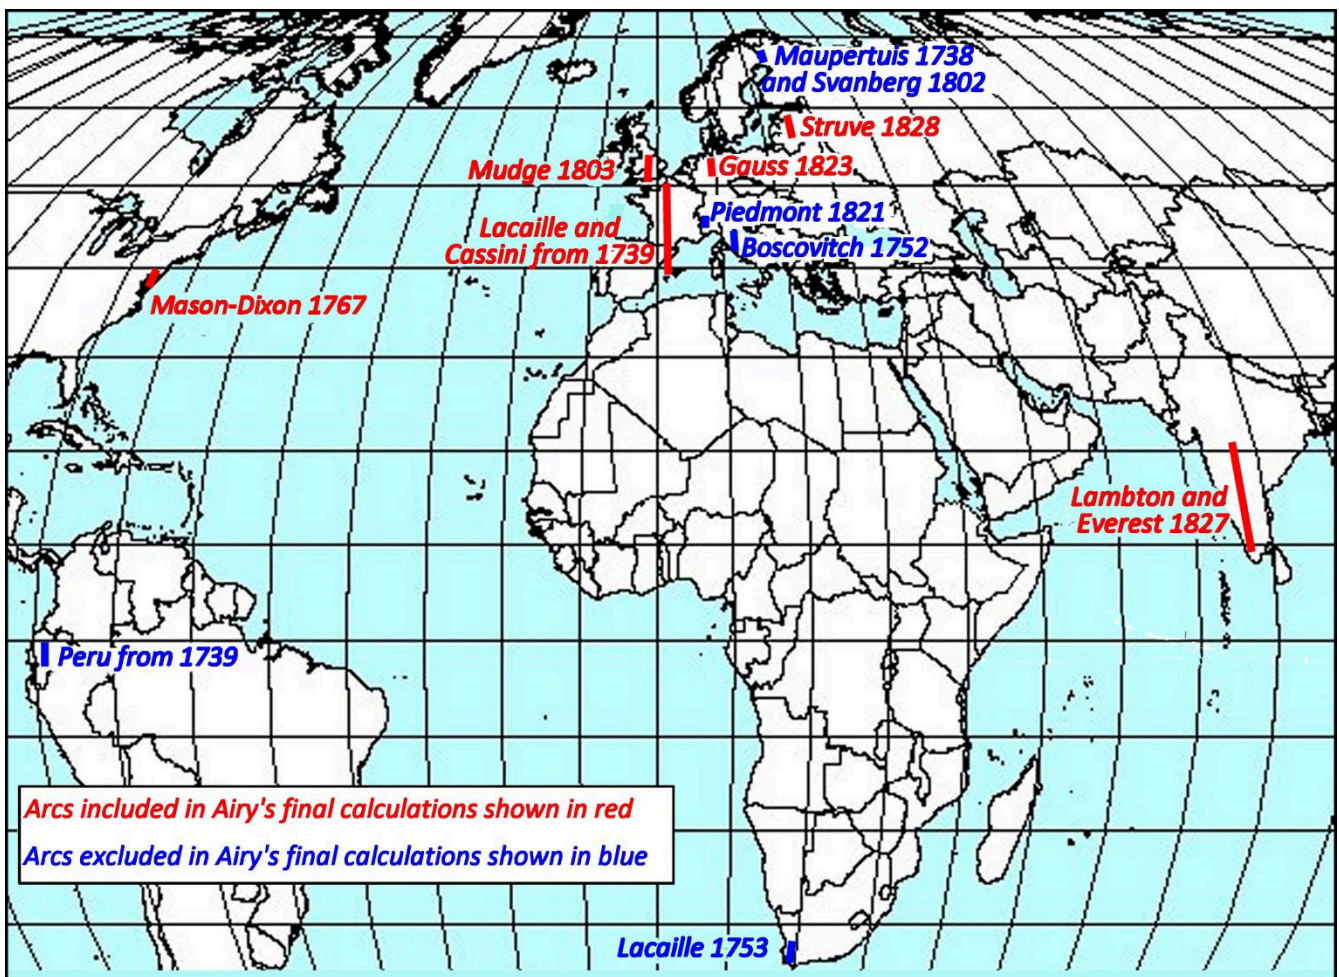 Maupertuis 1738
and Svanberg 1802
Struve 1828
Mudge 1803
Gauss 1823
Piedmont 1821
Lacaille and
Cassini from 1739
Boscovitch 1752
Mason-Dixon 1767
Lambton and
Everest 1827
Peru from 1739
Arcs included in Airy's final calculations shown in red
Arcs excluded in Airy's final calculations shown in blue
Lacaille 1753